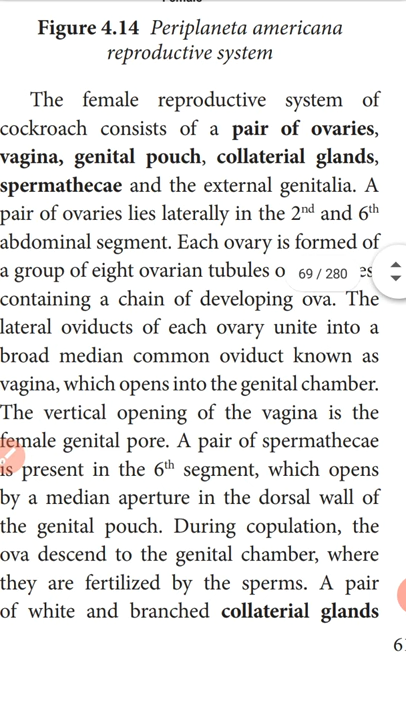 Figure 4.14 Periplaneta americana
reproductive system
The female reproductive system of
cockroach consists of a pair of ovaries,
vagina, genital pouch, collaterial glands,
spermathecae and the external genitalia. A
pair of ovaries lies laterally in the 2nd and 6th
abdominal segment. Each ovary is formed of
a group of eight ovarian tubules o 69 / 280 es
containing a chain of developing ova. The
lateral oviducts of each ovary unite into a
broad median common oviduct known as
vagina, which opens into the genital chamber.
The vertical opening of the vagina is the
female genital pore. A pair of spermathecae
is present in the 6th segment, which opens
by a median aperture in the dorsal wall of
the genital pouch. During copulation, the
ova descend to the genital chamber, where
they are fertilized by the sperms. A pair
of white and branched collaterial glands